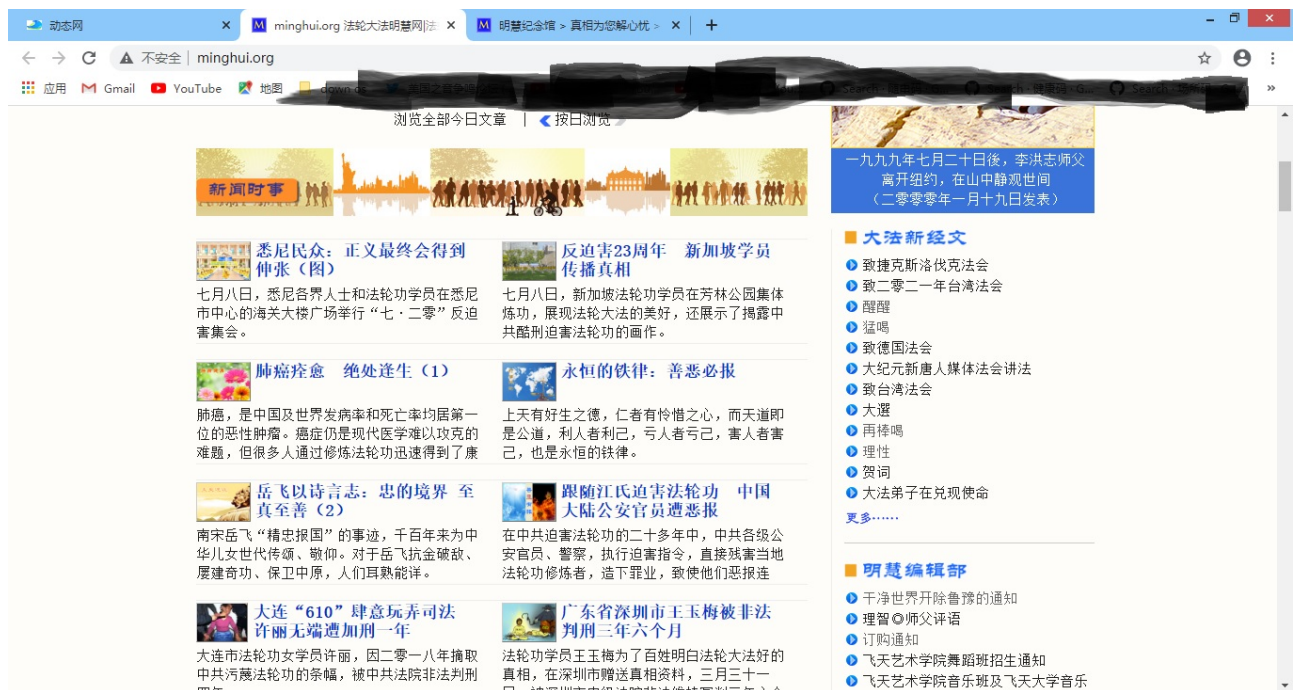 动态网
minghui.org 法轮大法明慧网|法
明慧纪念馆 > 真相为您解心忧 >
不安全 | minghui.org
应用
Gmail
YouTube
地图
浏览全部今日文章 | 按日浏览
新闻时事
悉尼民众：正义最终会得到
伸张（图）
七月八日，悉尼各界人士和法轮功学员在悉尼
市中心的海关大楼广场举行“七·二零”反迫
害集会。
反迫害23周年 新加坡学员
传播真相
七月八日，新加坡法轮功学员在芳林公园集体
炼功，展现法轮大法的美好，还展示了揭露中
共酷刑迫害法轮功的画作。
肺癌痊愈 绝处逢生（1）
肺癌，是中国及世界发病率和死亡率均居第一
位的恶性肿瘤。癌症仍是现代医学难以攻克的
难题，但很多人通过修炼法轮功迅速得到了康
永恒的铁律：善恶必报
上天有好生之德，仁者有怜惜之心，而天道即
是公道，利人者利己，亏人者亏己，害人者害
己，也是永恒的铁律。
岳飞以诗言志：忠的境界 至
真至善（2）
南宋岳飞“精忠报国”的事迹，千百年来为中
华儿女世代传颂、敬仰。对于岳飞抗金破敌、
屡建奇功、保卫中原，人们耳熟能详。
跟随江氏迫害法轮功 中国
大陆公安官员遭恶报
在中共迫害法轮功的二十多年中，中共各级公
安官员、警察，执行迫害指令，直接残害当地
法轮功修炼者，造下罪业，致使他们恶报连
大连“610”肆意玩弄司法
许丽无端遭加刑一年
大连市法轮功女学员许丽，因二零一八年摘取
中共污蔑法轮功的条幅，被中共法院非法判刑
广东省深圳市王玉梅被非法
判刑三年六个月
法轮功学员王玉梅为了百姓明白法轮大法好的
真相，在深圳市赠送真相资料，三月三十一
一九九九年七月二十日後，李洪志师父
离开纽约，在山中静观世间
（二零零零年一月十九日发表）
大法新经文
致捷克斯洛伐克法会
致二零二一年台湾法会
醒醒
猛喝
致德国法会
大纪元新唐人媒体法会讲法
致台湾法会
大選
再棒喝
理性
贺词
大法弟子在兑现使命
更多……
明慧编辑部
干净世界开除鲁豫的通知
理智◎师父评语
订购通知
飞天艺术学院舞蹈班招生通知
飞天艺术学院音乐班及飞天大学音乐